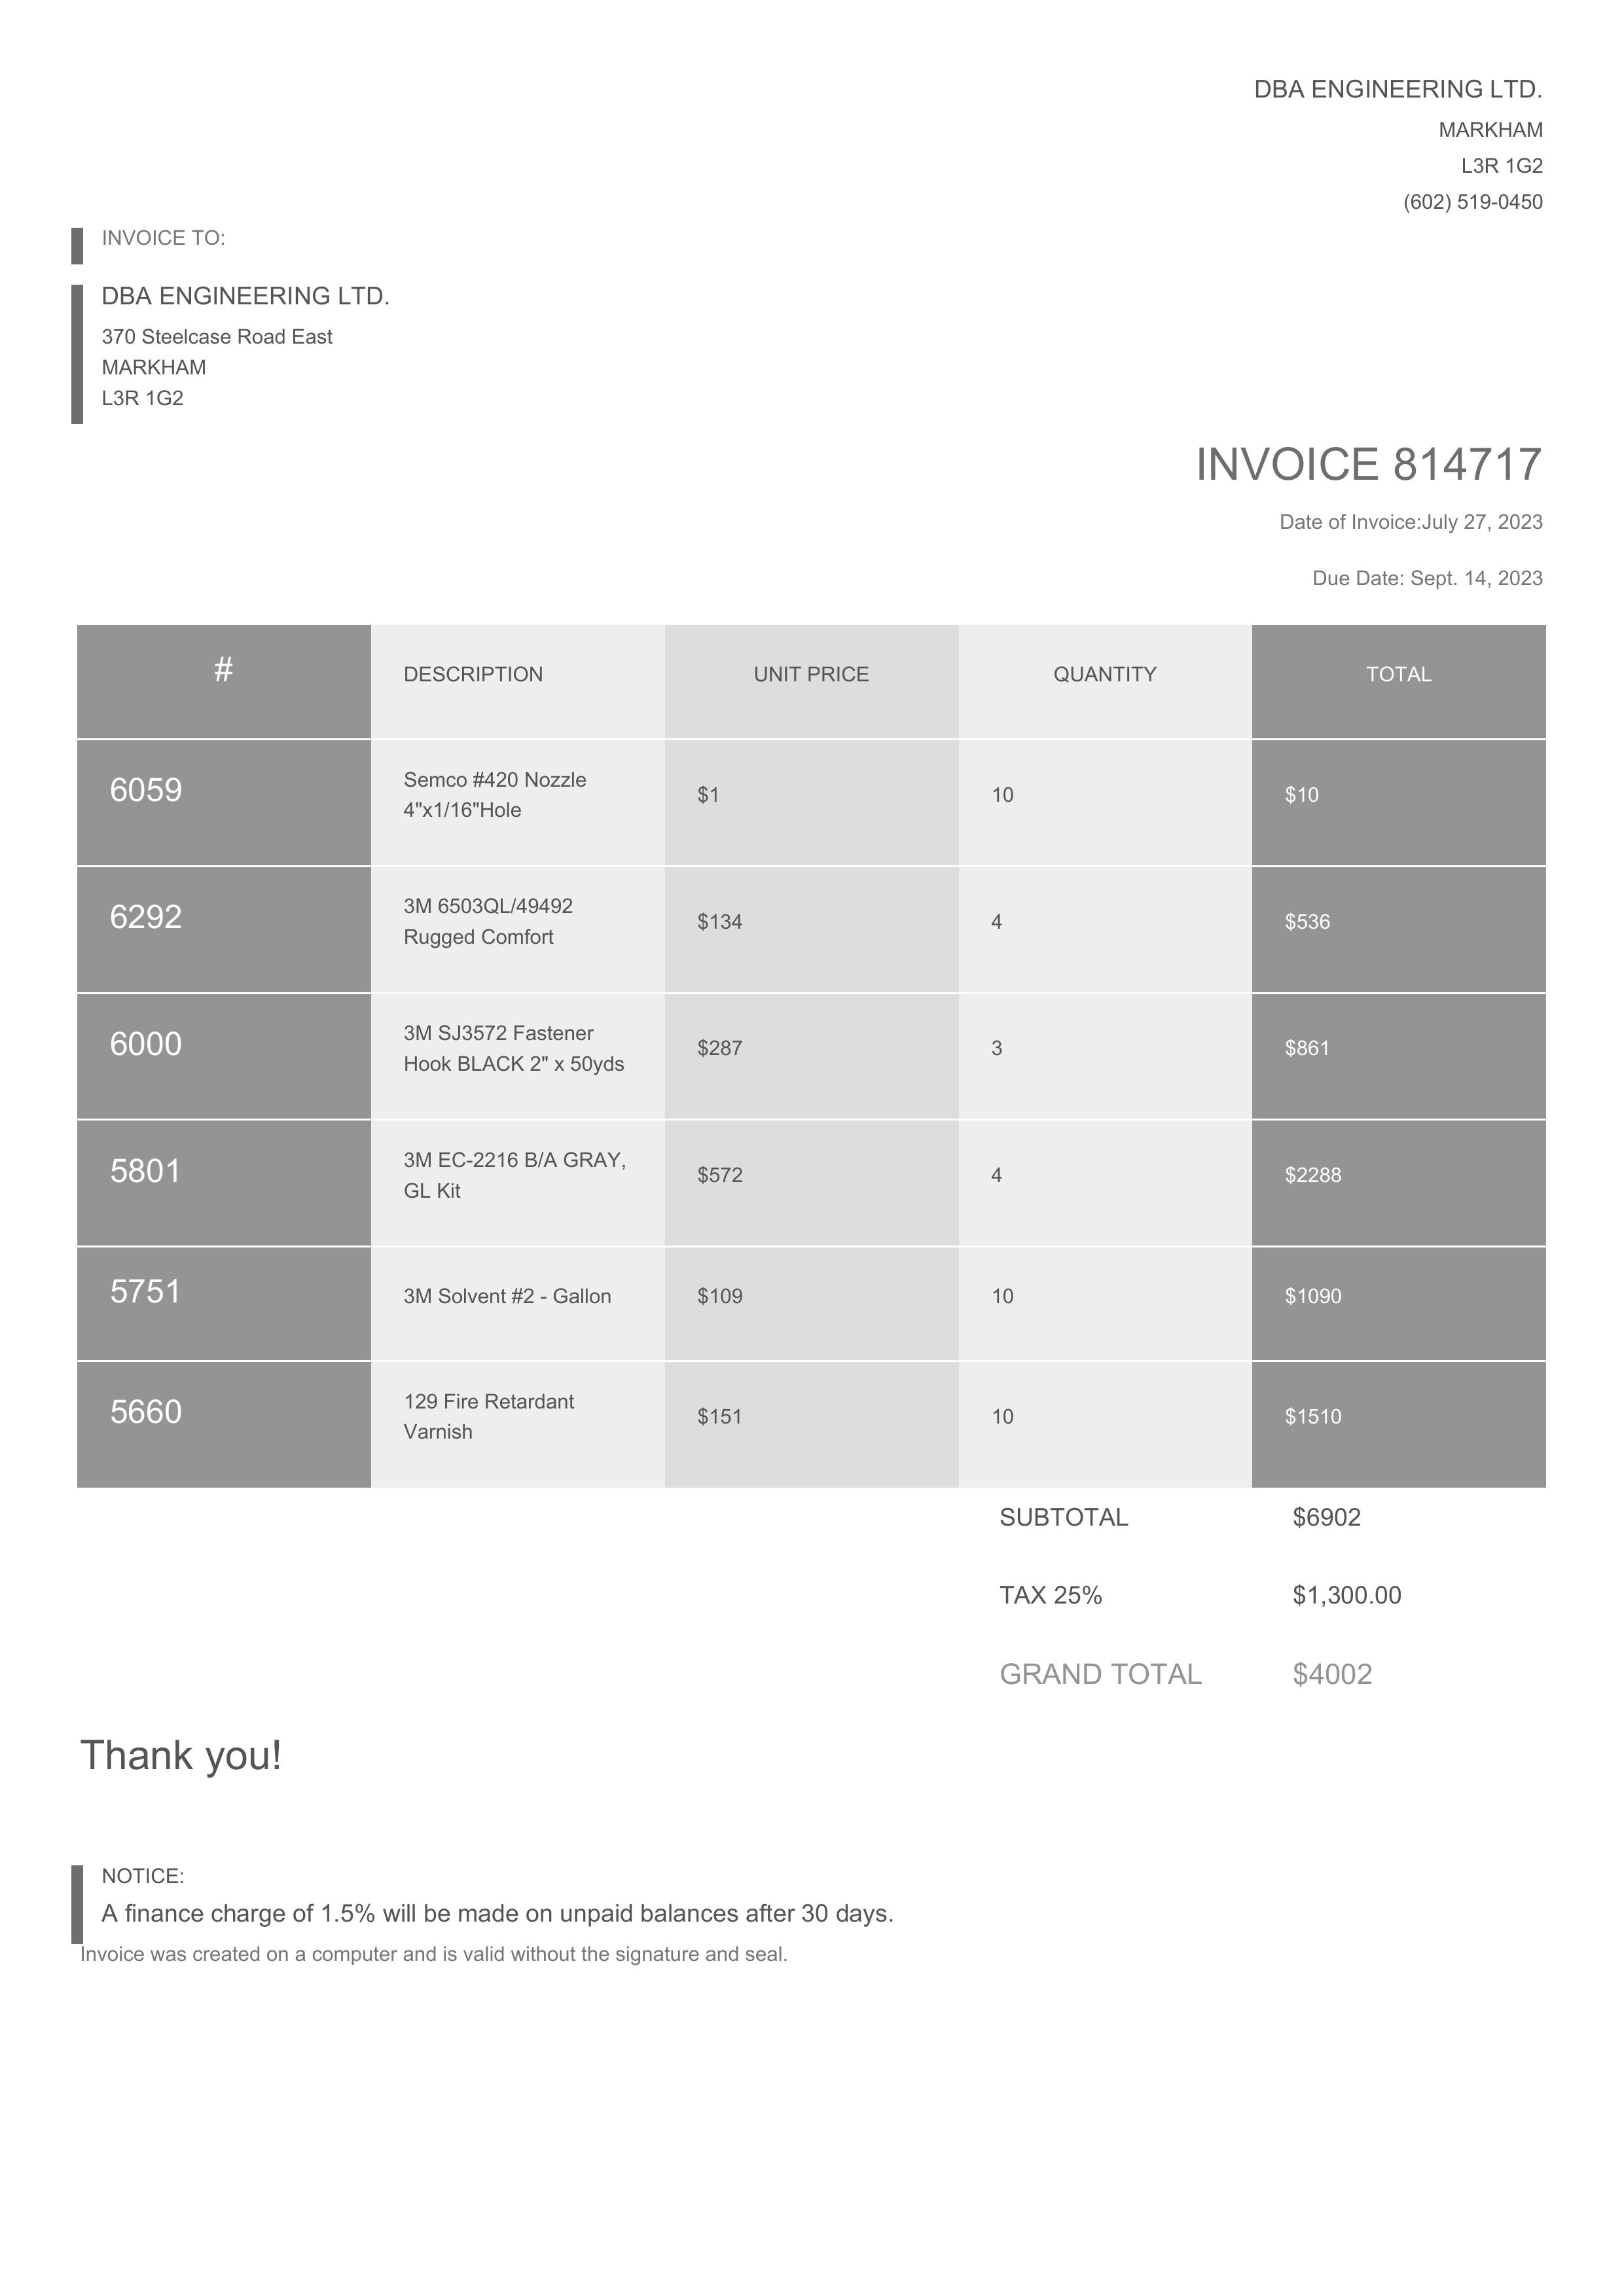 DBA ENGINEERING LTD.
MARKHAM
L3R 1G2
(602) 519-0450
INVOICE TO:
DBA ENGINEERING LTD.
370 Steelcase Road East
MARKHAM
L3R 1G2
INVOICE 814717
Date of Invoice:July 27, 2023
Due Date: Sept. 14, 2023
# DESCRIPTION UNIT PRICE QUANTITY TOTAL
6059 Semco #420 Nozzle $1 10 $10
4"x1/16"Hole
6292 3M 6503QL/49492 $134 4 $536
Rugged Comfort
6000 3M SJ3572 Fastener $287 3 $861
Hook BLACK 2" x 50yds
5801 3M EC-2216 B/A GRAY, $572 4 $2288
GL Kit
5751 3M Solvent #2 - Gallon $109 10 $1090
5660 129 Fire Retardant $151 10 $1510
Varnish
SUBTOTAL $6902
TAX 25% $1,300.00
GRAND TOTAL $4002
Thank you!
NOTICE:
A finance charge of 1.5% will be made on unpaid balances after 30 days.
Invoice was created on a computer and is valid without the signature and seal.